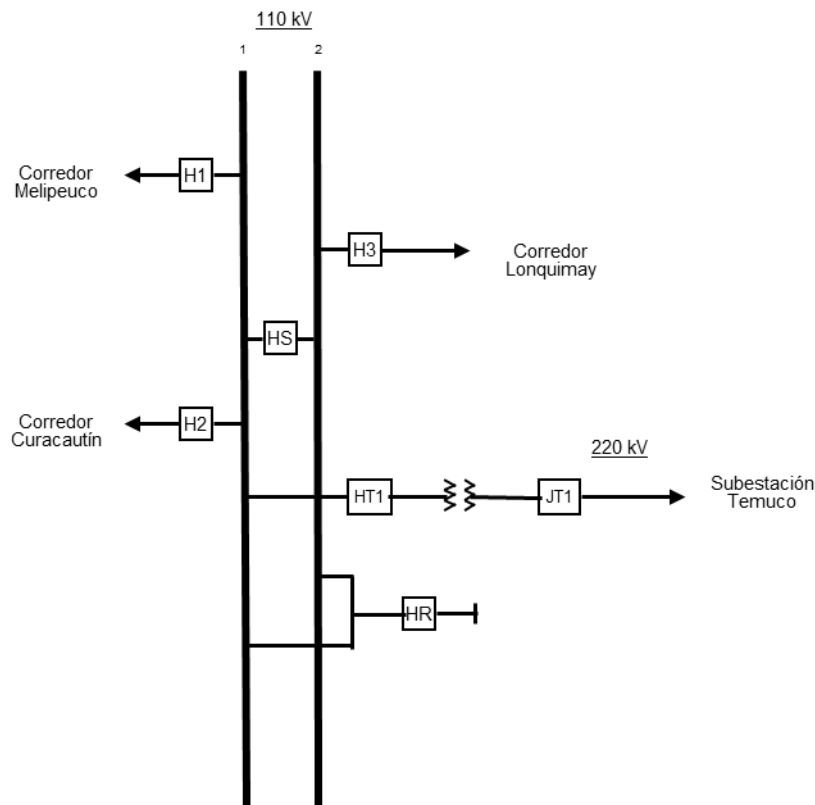 110 kV
1
2
Corredor
Melipeuco
H1
H3
Corredor
Lonquimay
HS
Corredor
Curacautín
H2
220 kV
HT1
JT1
Subestación
Temuco
HR